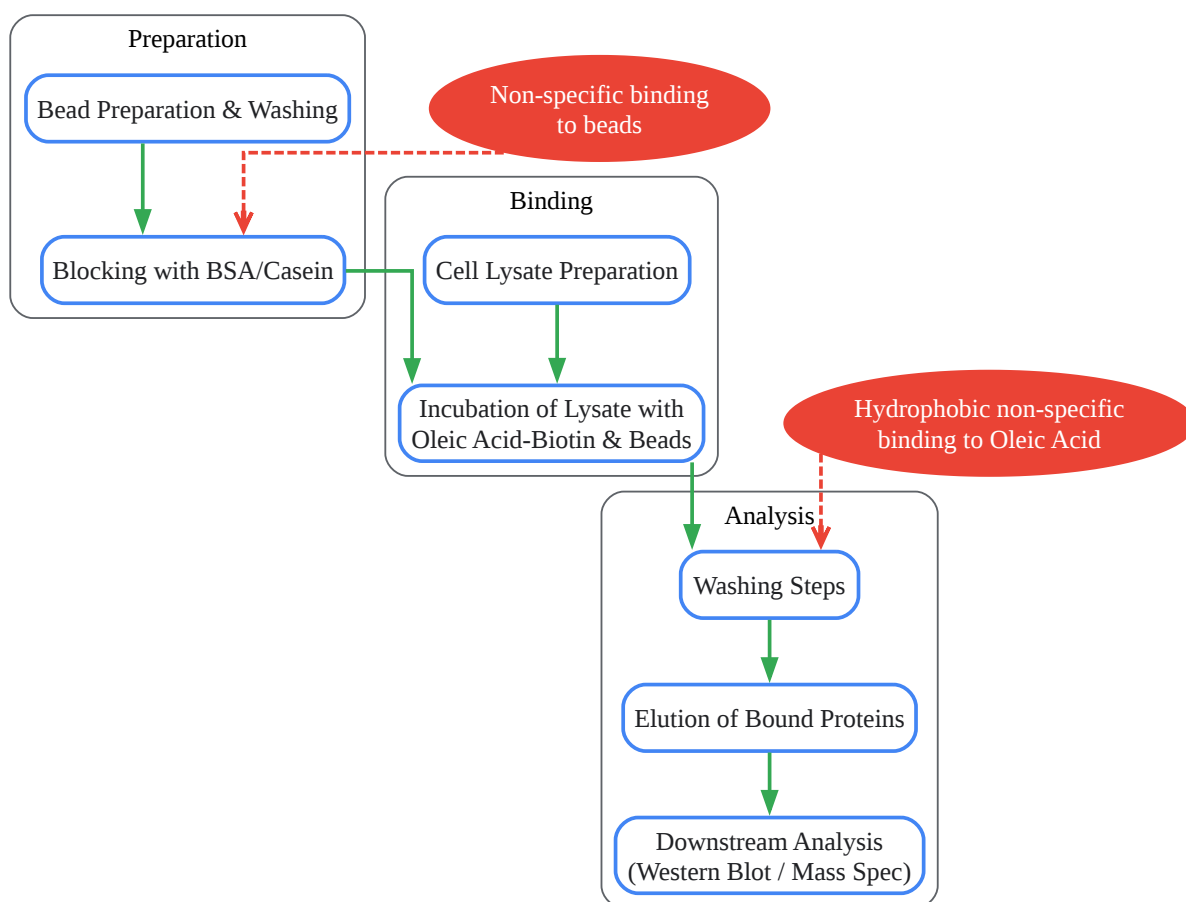 Preparation
Bead Preparation & Washing
Non-specific binding
to beads
Blocking with BSA/Casein
Binding
Cell Lysate Preparation
Incubation of Lysate with
Oleic Acid-Biotin & Beads
Hydrophobic non-specific
binding to Oleic Acid
Analysis
Washing Steps
Elution of Bound Proteins
Downstream Analysis
(Western Blot / Mass Spec)